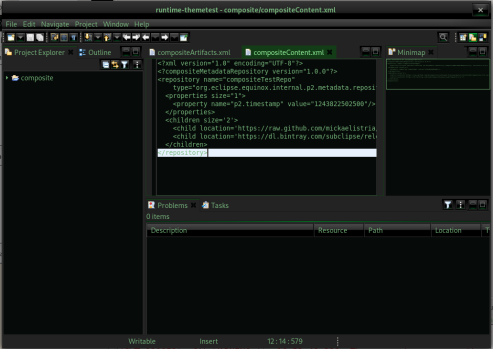 runtime-themetest - composite/compositeContent.xml
File Edit Navigate Project Window Help
Project Explorer Outline
composite
compositeArtifacts.xml compositeContent.xml
<?xml version="1.0" encoding="UTF-8"?>
<?compositeMetadataRepository version="1.0.0"?>
<repository name="compositeTestRepo"
type="org.eclipse.equinox.internal.p2.metadata.reposi
<properties size="1">
<property name="p2.timestamp" value="1243822502500"/>
</properties>
<children size='2'>
<child location='https://raw.github.com/mickaelistria
<child location='https://dl.bintray.com/subclipse/rele
</children>
</repository>
Minimap
Problems Tasks
0 items
Description Resource Path Location T
Writable Insert 12:14:579